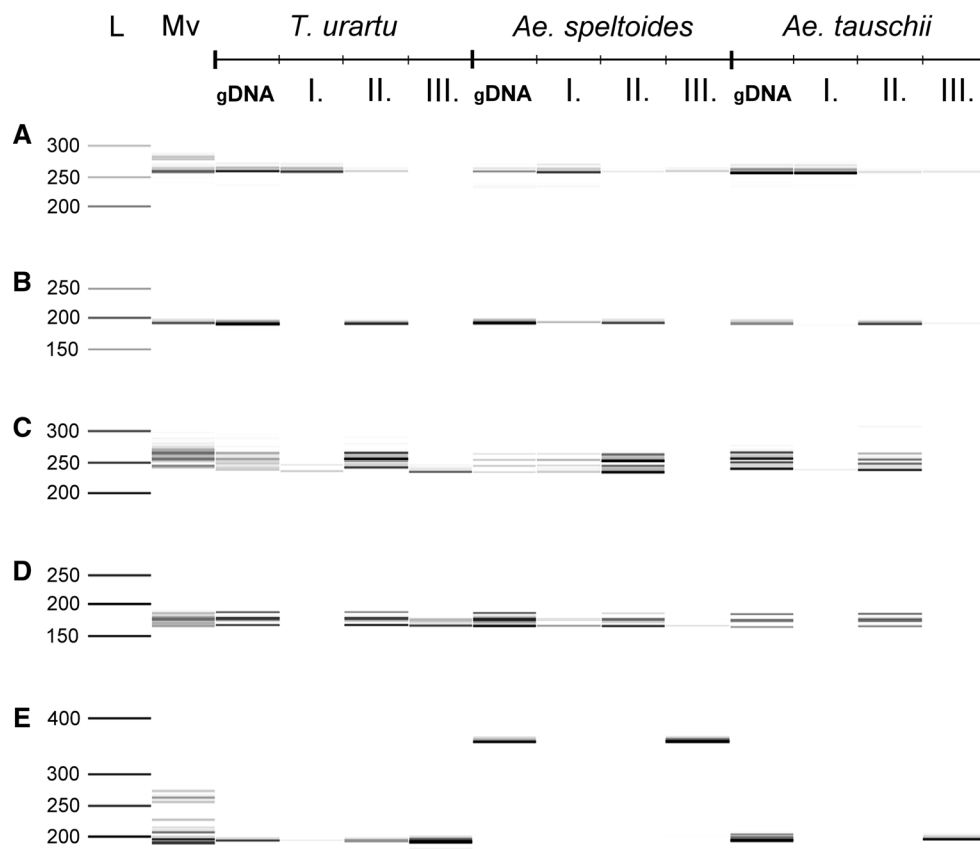 L Mv T. urartu Ae. speltoides Ae. tauschii
gDNA I. II. III. gDNA I. II. III. gDNA I. II. III.
A
300
250
200
B
250
200
150
C
300
250
200
D
250
200
150
E
400
300
250
200